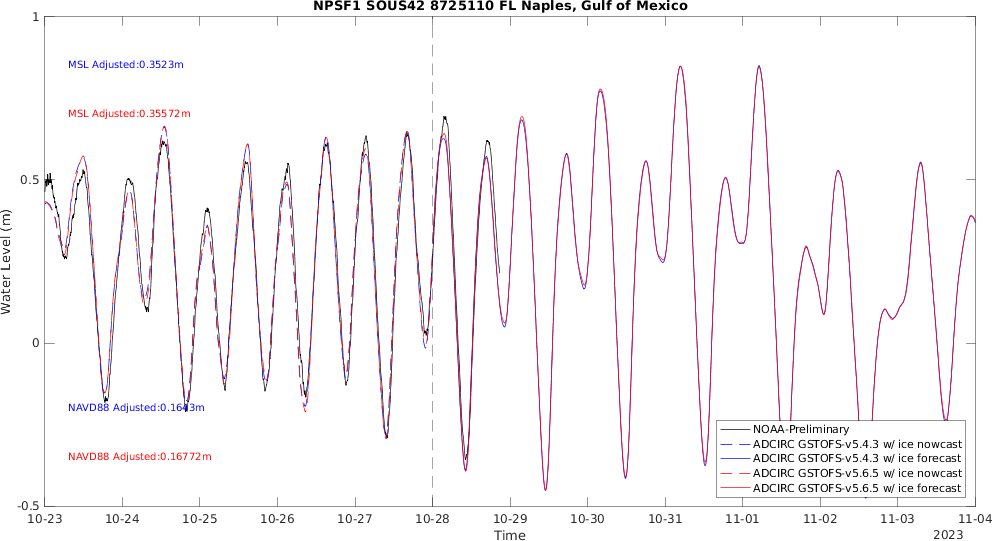 NPSF1 SOUS42 8725110 FL Naples, Gulf of Mexico
1
0.5
0
-0.5
Water Level (m)
MSL Adjusted:0.3523m
MSL Adjusted:0.35572m
NAVD88 Adjusted:0.1643m
NAVD88 Adjusted:0.16772m
NOAA-Preliminary
ADCIRC GSTOFS-v5.4.3 w/ ice nowcast
ADCIRC GSTOFS-v5.4.3 w/ ice forecast
ADCIRC GSTOFS-v5.6.5 w/ ice nowcast
ADCIRC GSTOFS-v5.6.5 w/ ice forecast
10-23 10-24 10-25 10-26 10-27 10-28 10-29 10-30 10-31 11-01 11-02 11-03 11-04
Time
2023